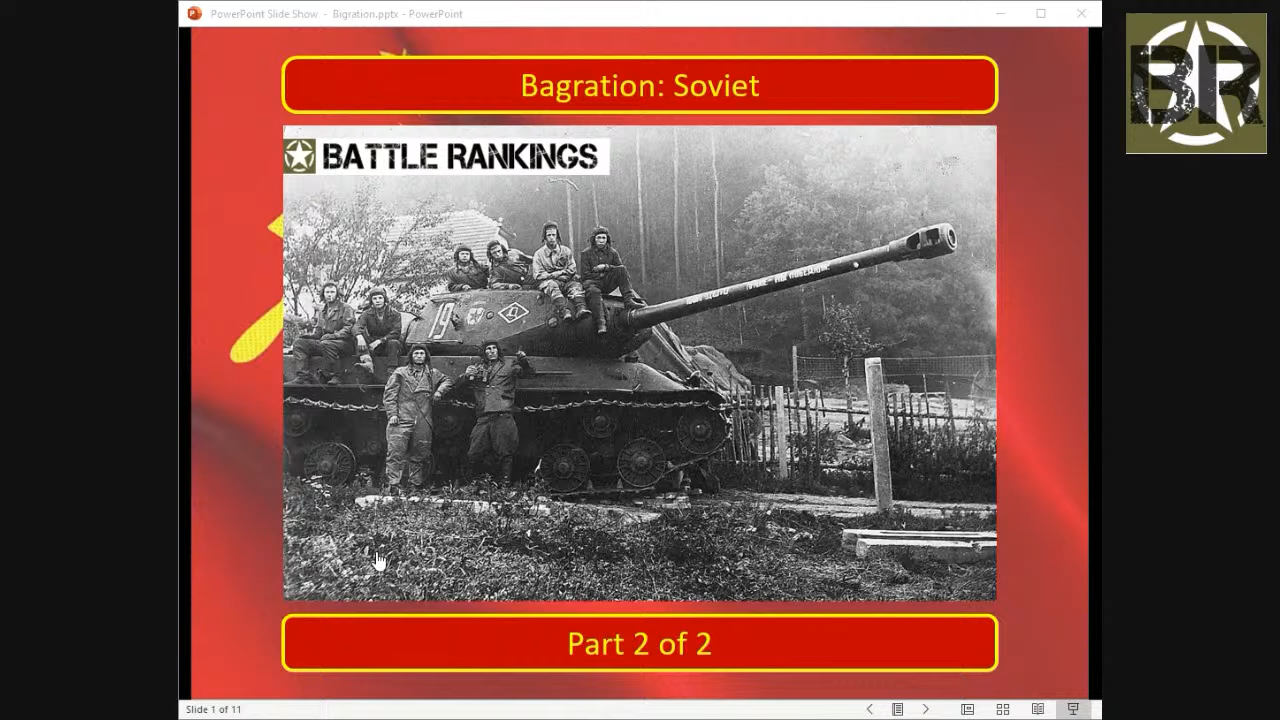 PowerPoint Slide Show - Bigration.pptx - PowerPoint
BR
Bagration: Soviet
BATTLE RANKINGS
19
Part 2 of 2
Slide 1 of 11